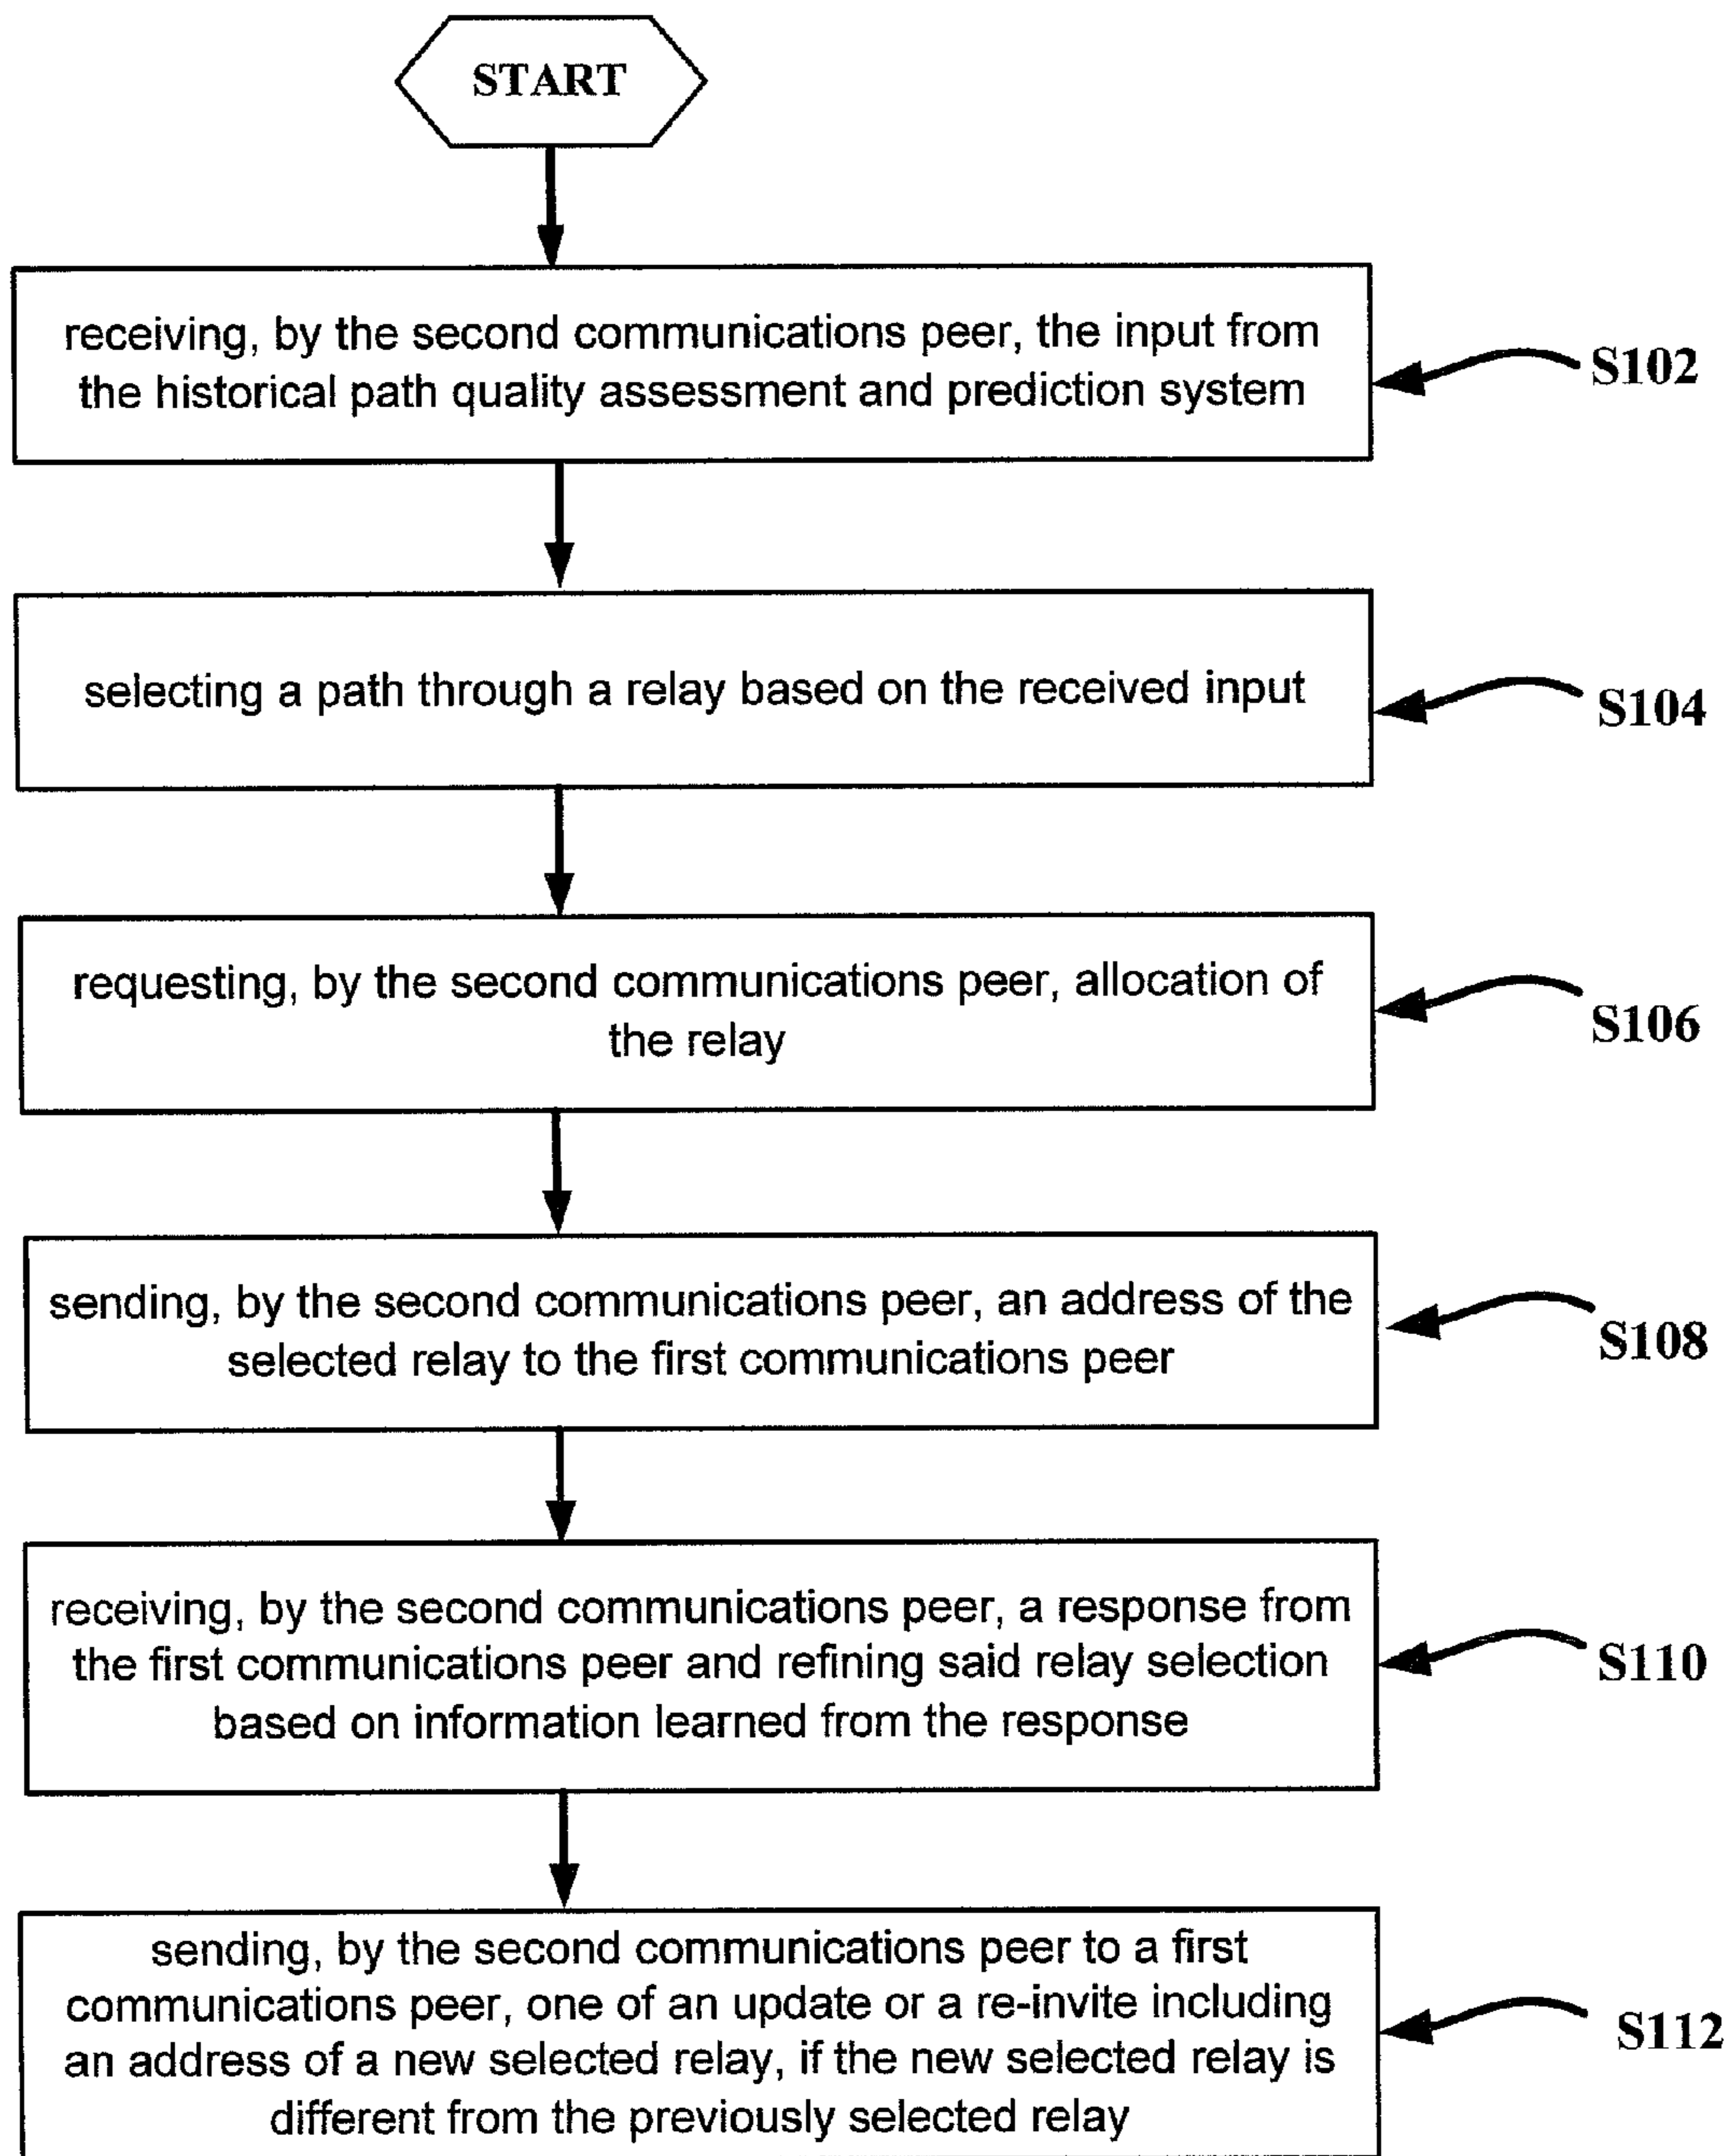 START
receiving, by the second communications peer, the input from
the historical path quality assessment and prediction system
S102
selecting a path through a relay based on the received input
S104
requesting, by the second communications peer, allocation of
the relay
S106
sending, by the second communications peer, an address of the
selected relay to the first communications peer
S108
receiving, by the second communications peer, a response from
the first communications peer and refining said relay selection
based on information learned from the response
S110
sending, by the second communications peer to a first
communications peer, one of an update or a re-invite including
an address of a new selected relay, if the new selected relay is
different from the previously selected relay
S112